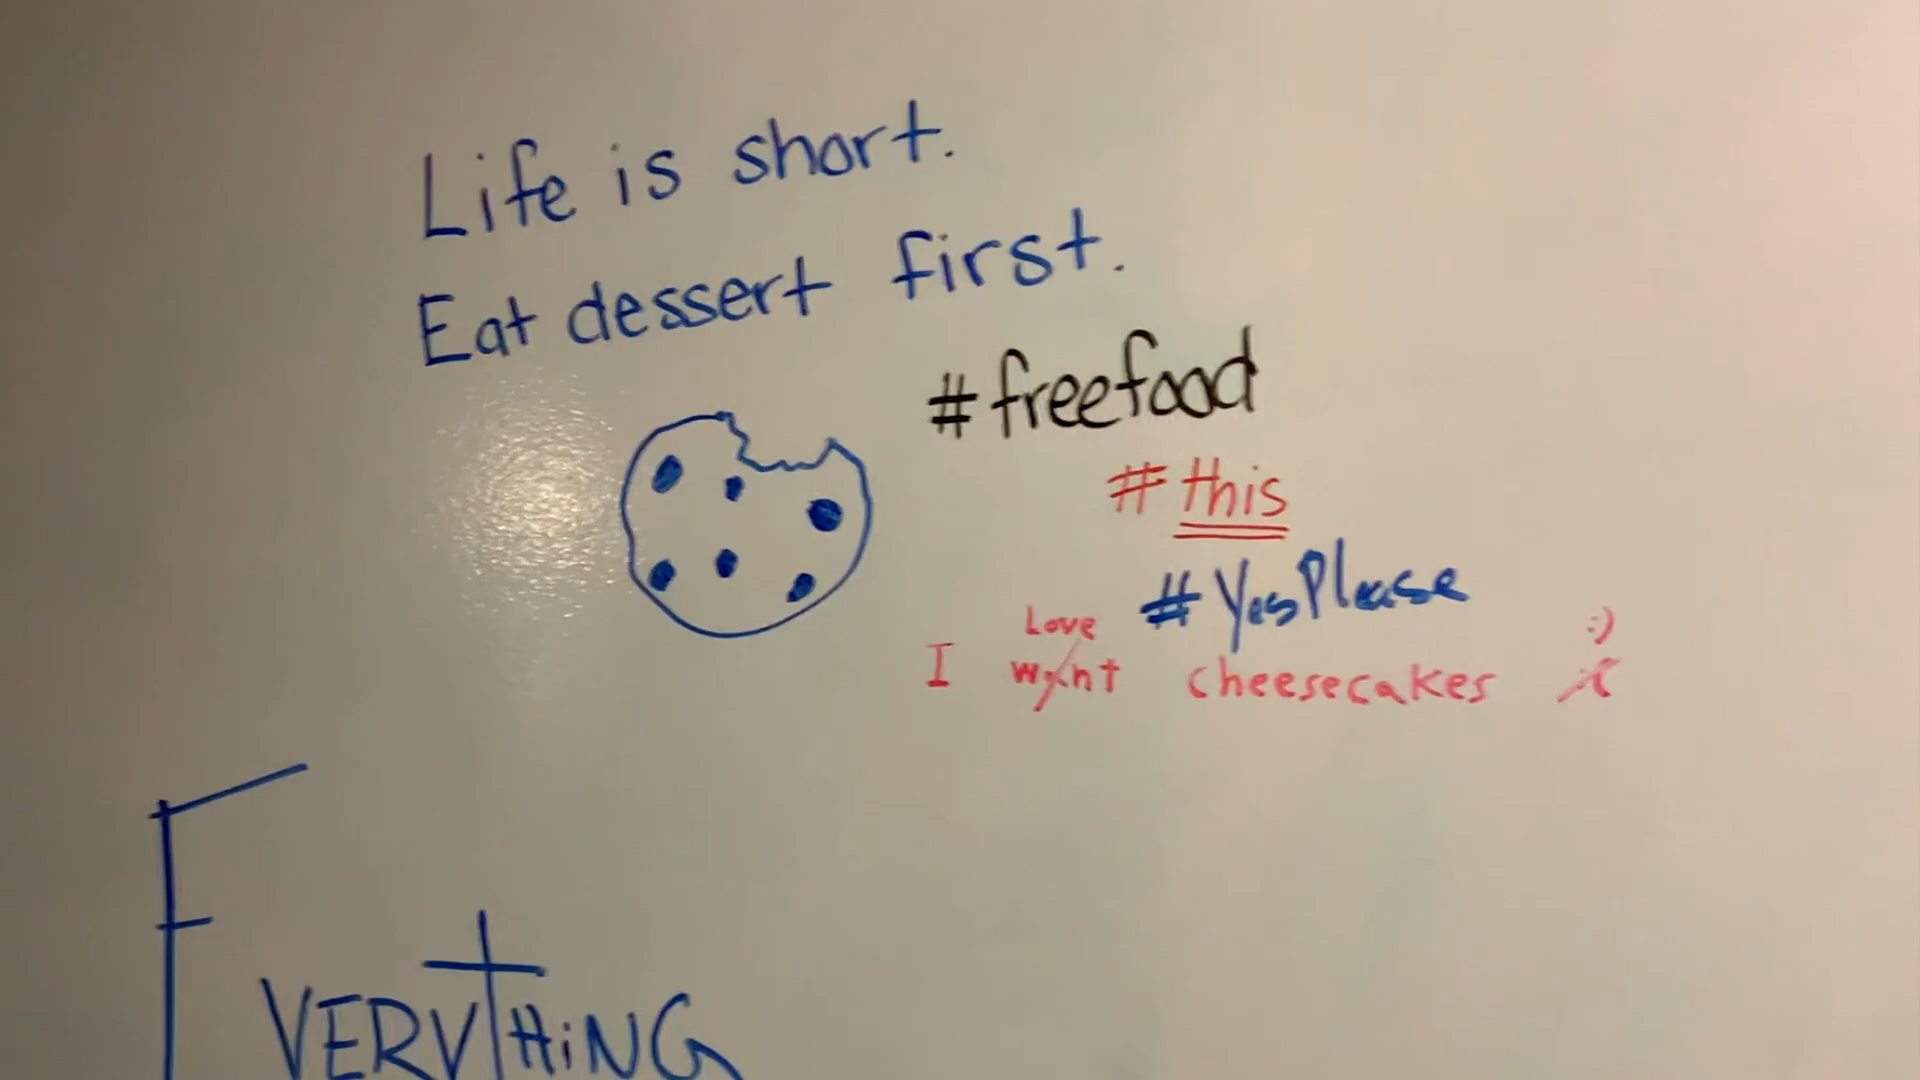 Life is short.
Eat dessert first.
#freefood
#this
#YesPlease
Love :)
I want cheesecakes
EVERYTHING